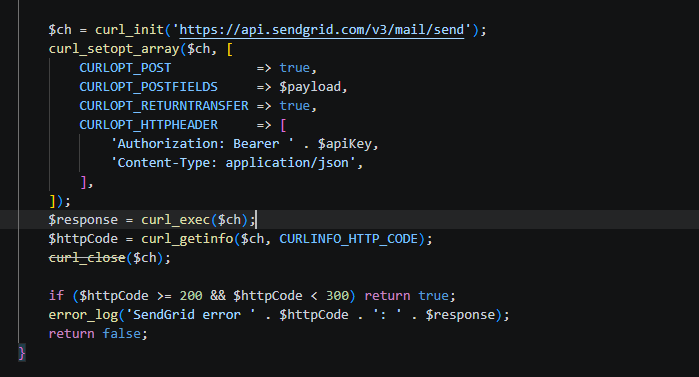 $ch = curl_init('https://api.sendgrid.com/v3/mail/send');
curl_setopt_array($ch, [
    CURLOPT_POST           => true,
    CURLOPT_POSTFIELDS     => $payload,
    CURLOPT_RETURNTRANSFER => true,
    CURLOPT_HTTPHEADER     => [
        'Authorization: Bearer ' . $apiKey,
        'Content-Type: application/json',
    ],
]);
$response = curl_exec($ch);
$httpCode = curl_getinfo($ch, CURLINFO_HTTP_CODE);
curl_close($ch);

if ($httpCode >= 200 && $httpCode < 300) return true;
error_log('SendGrid error ' . $httpCode . ': ' . $response);
return false;
}